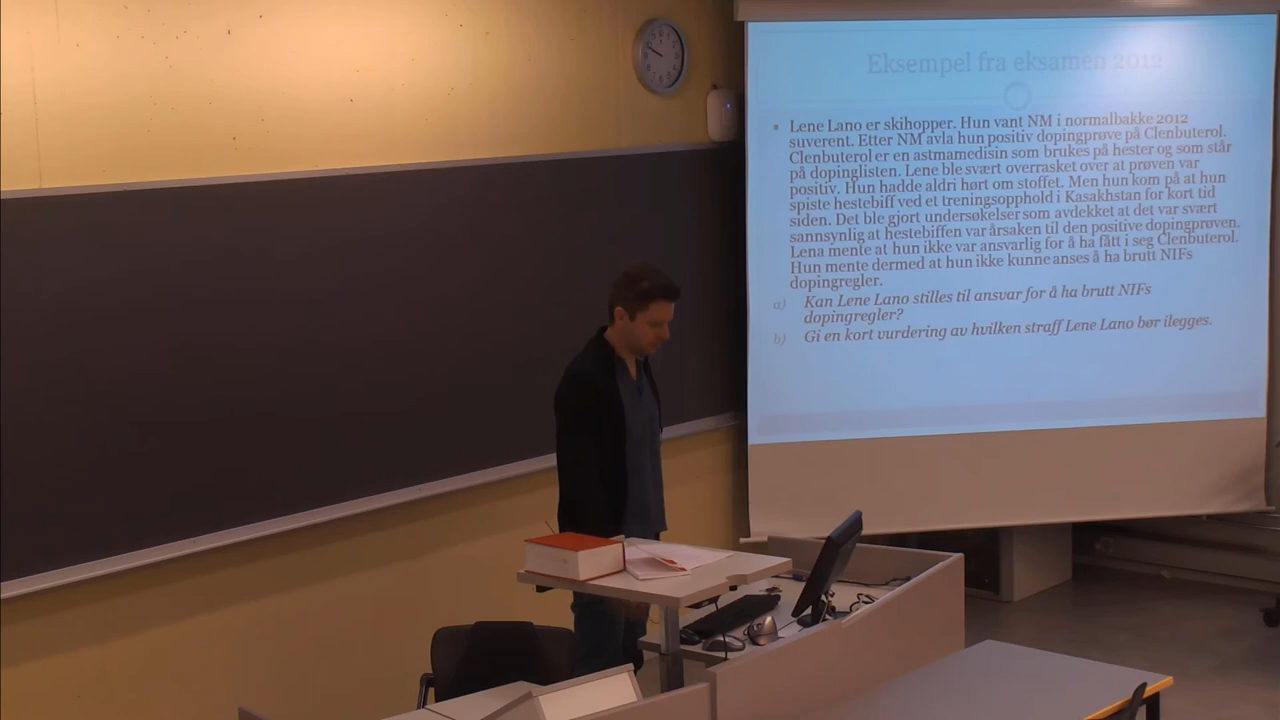 Eksempel fra eksamen 2012
• Lene Lano er skihopper. Hun vant NM i normalbakke 2012
suverent. Etter NM avla hun positiv dopingprøve på Clenbuterol.
Clenbuterol er en astmamedisin som brukes på hester og som står
på dopinglisten. Lene ble svært overrasket over at prøven var
positiv. Hun hadde aldri hørt om stoffet. Men hun kom på at hun
spiste hestebiff ved et treningsopphold i Kasakhstan for kort tid
siden. Det ble gjort undersøkelser som avdekket at det var svært
sannsynlig at hestebiffen var årsaken til den positive dopingprøven.
Lena mente at hun ikke var ansvarlig for å ha fått i seg Clenbuterol.
Hun mente dermed at hun ikke kunne anses å ha brutt NIFs
dopingregler.
a) Kan Lene Lano stilles til ansvar for å ha brutt NIFs
dopingregler?
b) Gi en kort vurdering av hvilken straff Lene Lano bør ilegges.